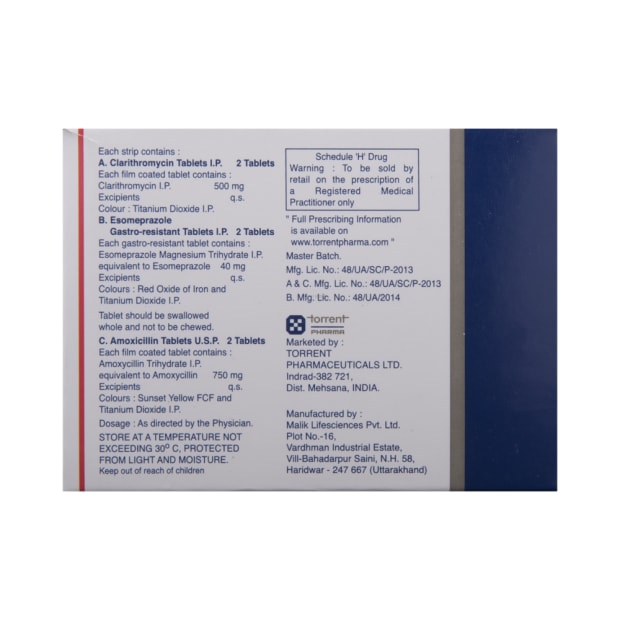 Each strip contains :
A. Clarithromycin Tablets I.P. 2 Tablets
Each film coated tablet contains :
Clarithromycin I.P. 500 mg
Excipients q.s.
Colour : Titanium Dioxide I.P.
B. Esomeprazole
Gastro-resistant Tablets I.P. 2 Tablets
Each gastro-resistant tablet contains :
Esomeprazole Magnesium Trihydrate I.P.
equivalent to Esomeprazole 40 mg
Excipients q.s.
Colours : Red Oxide of Iron and
Titanium Dioxide I.P.
Tablet should be swallowed
whole and not to be chewed.
C. Amoxicillin Tablets U.S.P. 2 Tablets
Each film coated tablet contains :
Amoxycillin Trihydrate I.P.
equivalent to Amoxycillin 750 mg
Excipients q.s.
Colours : Sunset Yellow FCF and
Titanium Dioxide I.P.
Dosage : As directed by the Physician.
STORE AT A TEMPERATURE NOT
EXCEEDING 30⁰ C, PROTECTED
FROM LIGHT AND MOISTURE.
Keep out of reach of children
Schedule 'H' Drug
Warning : To be sold by
retail on the prescription of
a Registered Medical
Practitioner only
" Full Prescribing Information
is available on
www.torrentpharma.com "
Master Batch.
Mfg. Lic. No.: 48/UA/SC/P-2013
A & C. Mfg. Lic. No.: 48/UA/SC/P-2013
B. Mfg. Lic. No.: 48/UA/2014
torrent
PHARMA
Marketed by :
TORRENT
PHARMACEUTICALS LTD.
Indrad-382 721,
Dist. Mehsana, INDIA.
Manufactured by :
Malik Lifesciences Pvt. Ltd.
Plot No.-16,
Vardhman Industrial Estate,
Vill-Bahadarpur Saini, N.H. 58,
Haridwar - 247 667 (Uttarakhand)